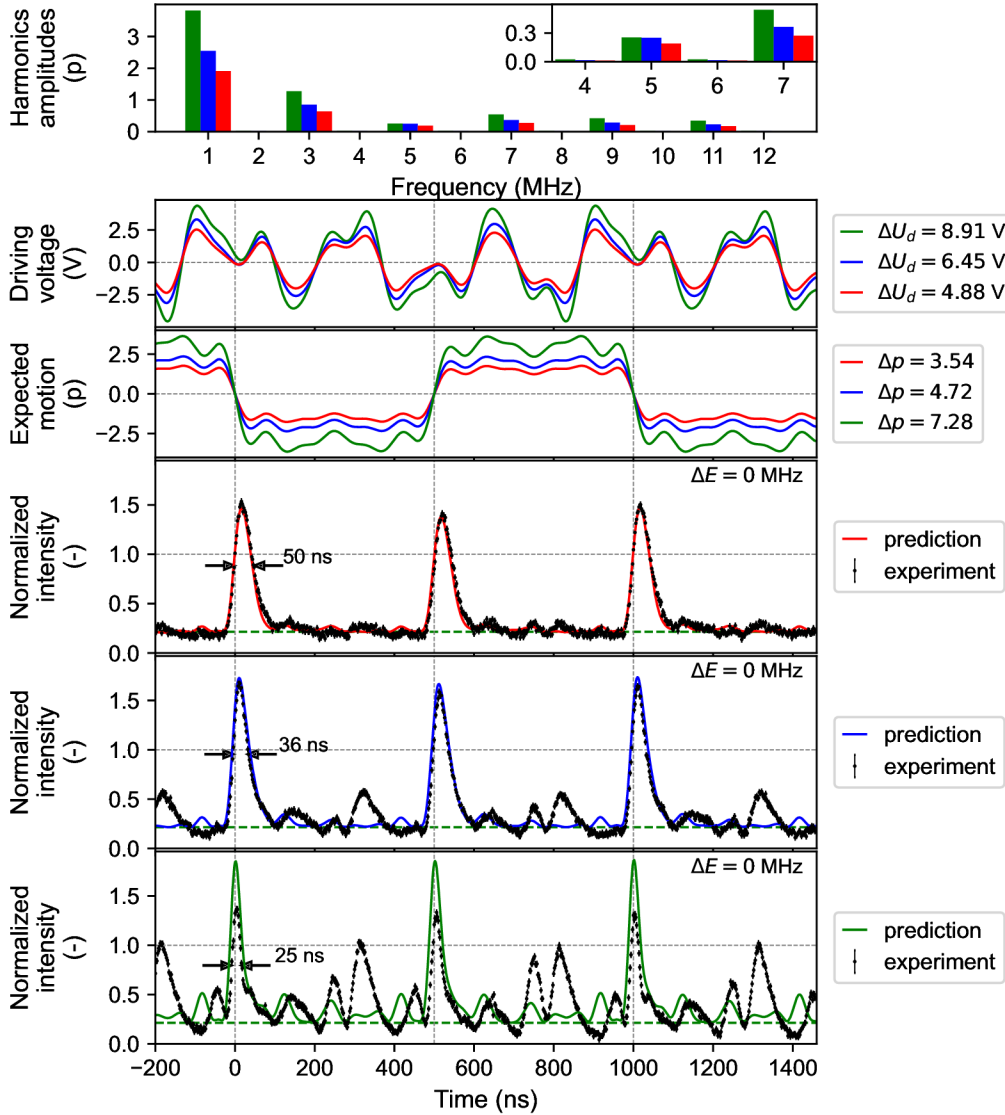 Harmonics
amplitudes
(p)
3
2
1
0
0.3
0.0
4 5 6 7
1 2 3 4 5 6 7 8 9 10 11 12
Frequency (MHz)
Driving
voltage
(V)
2.5
0.0
−2.5
ΔU_d = 8.91 V
ΔU_d = 6.45 V
ΔU_d = 4.88 V
Expected
motion
(p)
2.5
0.0
−2.5
Δp = 3.54
Δp = 4.72
Δp = 7.28
Normalized
intensity
(-)
1.5
1.0
0.5
0.0
ΔE = 0 MHz
50 ns
prediction
experiment
Normalized
intensity
(-)
1.5
1.0
0.5
0.0
ΔE = 0 MHz
36 ns
prediction
experiment
Normalized
intensity
(-)
1.5
1.0
0.5
0.0
ΔE = 0 MHz
25 ns
prediction
experiment
−200 0 200 400 600 800 1000 1200 1400
Time (ns)